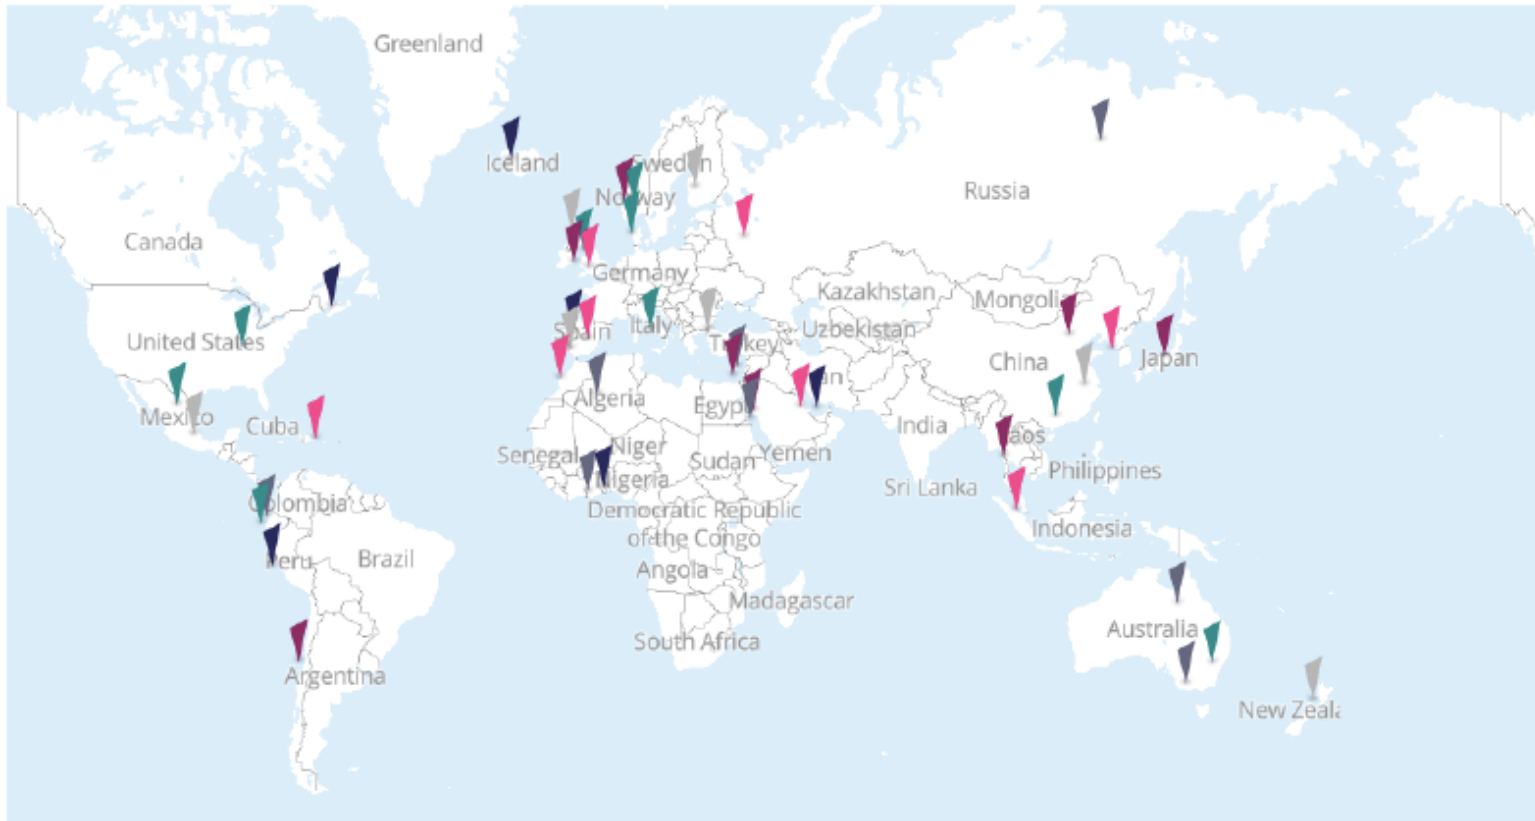 Greenland
Iceland
Sweden
Russia
Norway
Canada
Germany
Kazakhstan
Mongolia
United States
Spain
Italy
Turkey
Uzbekistan
China
Japan
Mexico
Cuba
Algeria
Egypt
Iran
India
Laos
Senegal
Niger
Nigeria
Sudan
Yemen
Sri Lanka
Philippines
Colombia
Democratic Republic
of the Congo
Indonesia
Peru
Brazil
Angola
Madagascar
South Africa
Australia
Argentina
New Zeala